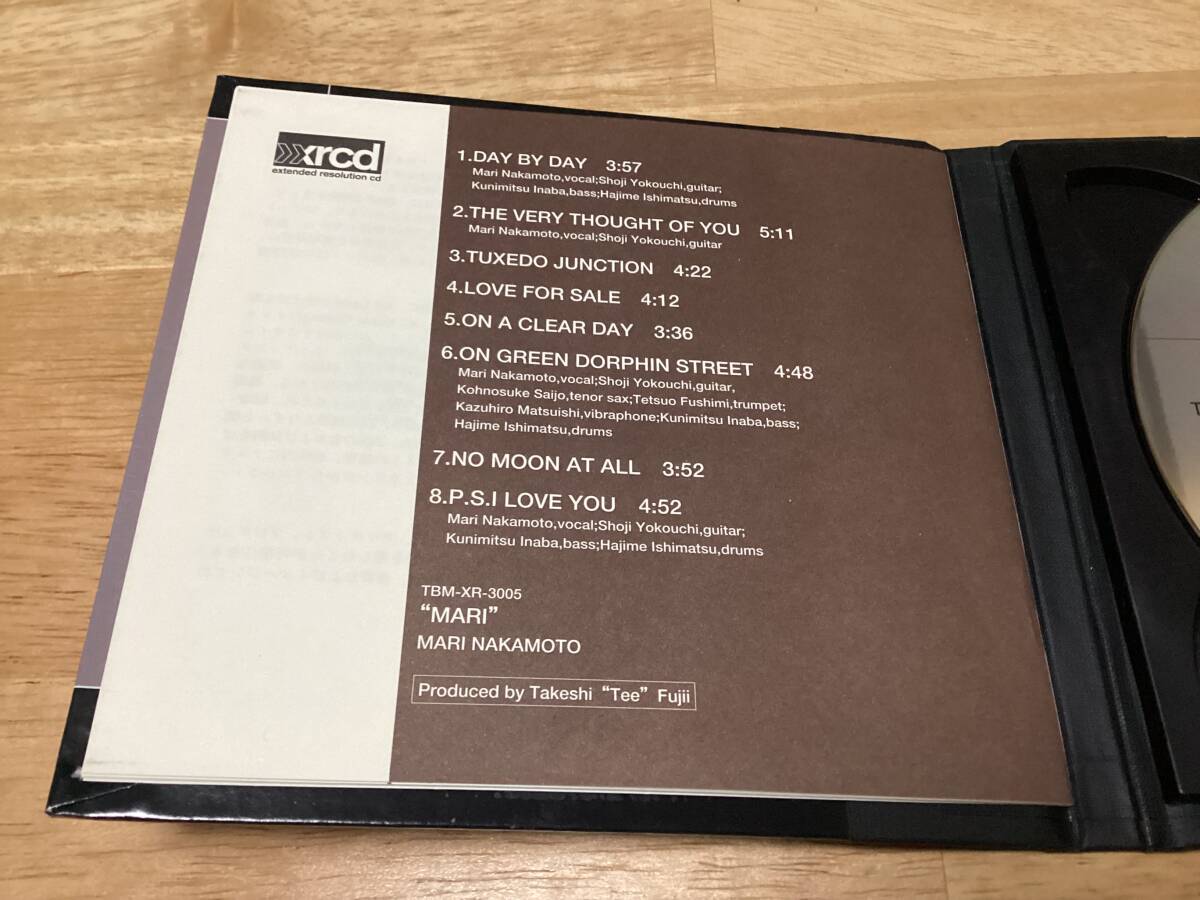 xrcd
extended resolution cd
1.DAY BY DAY 3:57
Mari Nakamoto,vocal;Shoji Yokouchi,guitar;
Kunimitsu Inaba,bass;Hajime Ishimatsu,drums
2.THE VERY THOUGHT OF YOU 5:11
Mari Nakamoto,vocal;Shoji Yokouchi,guitar
3.TUXEDO JUNCTION 4:22
4.LOVE FOR SALE 4:12
5.ON A CLEAR DAY 3:36
6.ON GREEN DORPHIN STREET 4:48
Mari Nakamoto,vocal;Shoji Yokouchi,guitar,
Kohnosuke Saijo,tenor sax;Tetsuo Fushimi,trumpet;
Kazuhiro Matsuishi,vibraphone;Kunimitsu Inaba,bass;
Hajime Ishimatsu,drums
7.NO MOON AT ALL 3:52
8.P.S.I LOVE YOU 4:52
Mari Nakamoto,vocal;Shoji Yokouchi,guitar;
Kunimitsu Inaba,bass;Hajime Ishimatsu,drums
TBM-XR-3005
“MARI”
MARI NAKAMOTO
Produced by Takeshi “Tee” Fujii
T